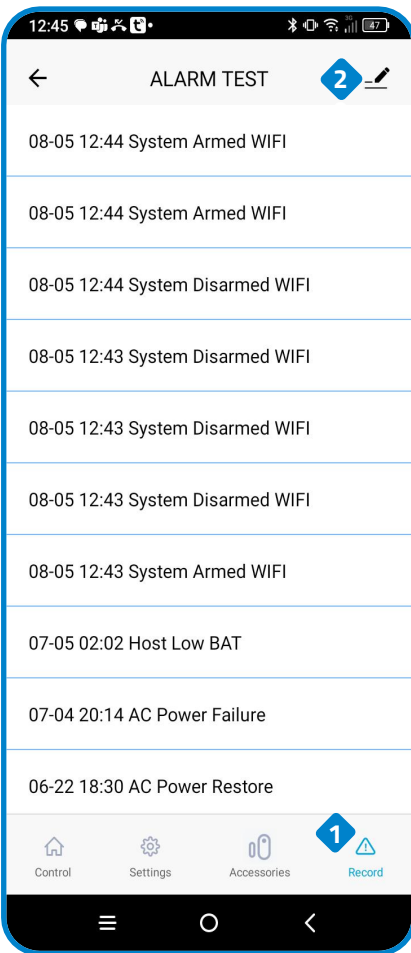 12:45
3G
47
ALARM TEST
2
08-05 12:44 System Armed WIFI
08-05 12:44 System Armed WIFI
08-05 12:44 System Disarmed WIFI
08-05 12:43 System Disarmed WIFI
08-05 12:43 System Disarmed WIFI
08-05 12:43 System Disarmed WIFI
08-05 12:43 System Armed WIFI
07-05 02:02 Host Low BAT
07-04 20:14 AC Power Failure
06-22 18:30 AC Power Restore
1
Control Settings Accessories Record